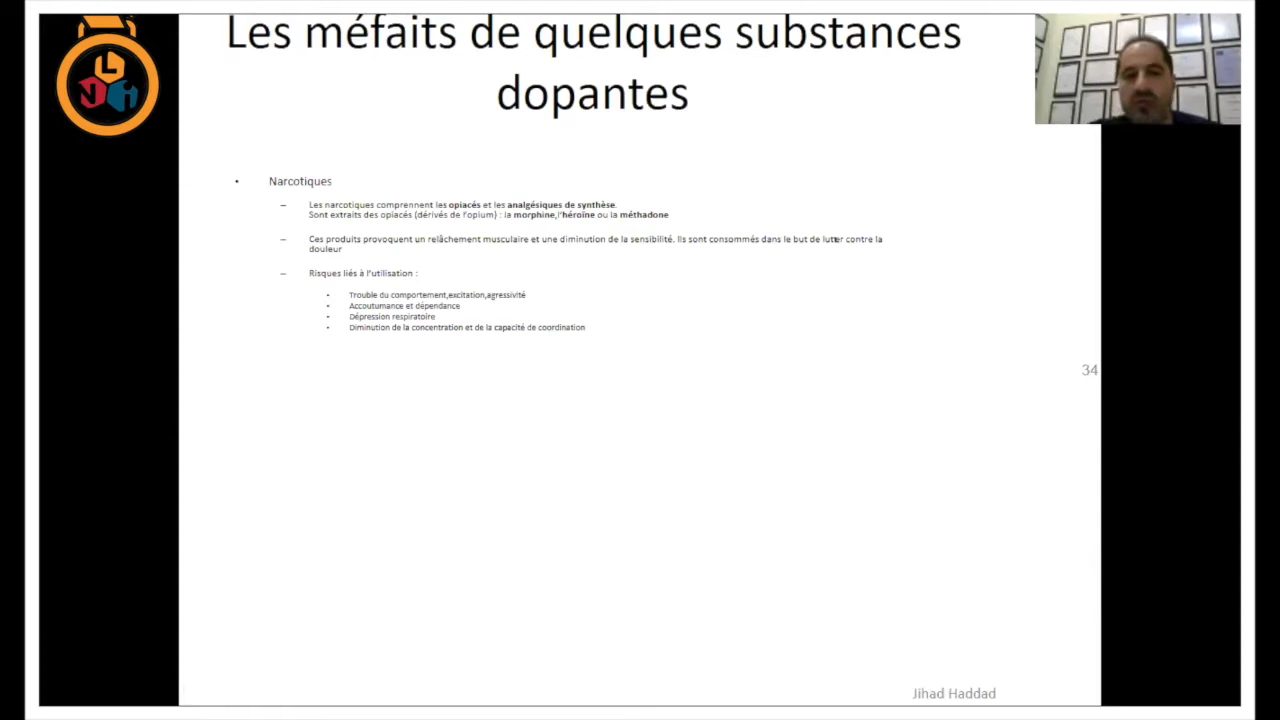 Les méfaits de quelques substances
dopantes
• Narcotiques
– Les narcotiques comprennent les opiacés et les analgésiques de synthèse.
Sont extraits des opiacés (dérivés de l'opium) : la morphine,l'héroïne ou la méthadone
– Ces produits provoquent un relâchement musculaire et une diminution de la sensibilité. Ils sont consommés dans le but de lutter contre la
douleur
– Risques liés à l'utilisation :
• Trouble du comportement,excitation,agressivité
• Accoutumance et dépendance
• Dépression respiratoire
• Diminution de la concentration et de la capacité de coordination
34
Jihad Haddad